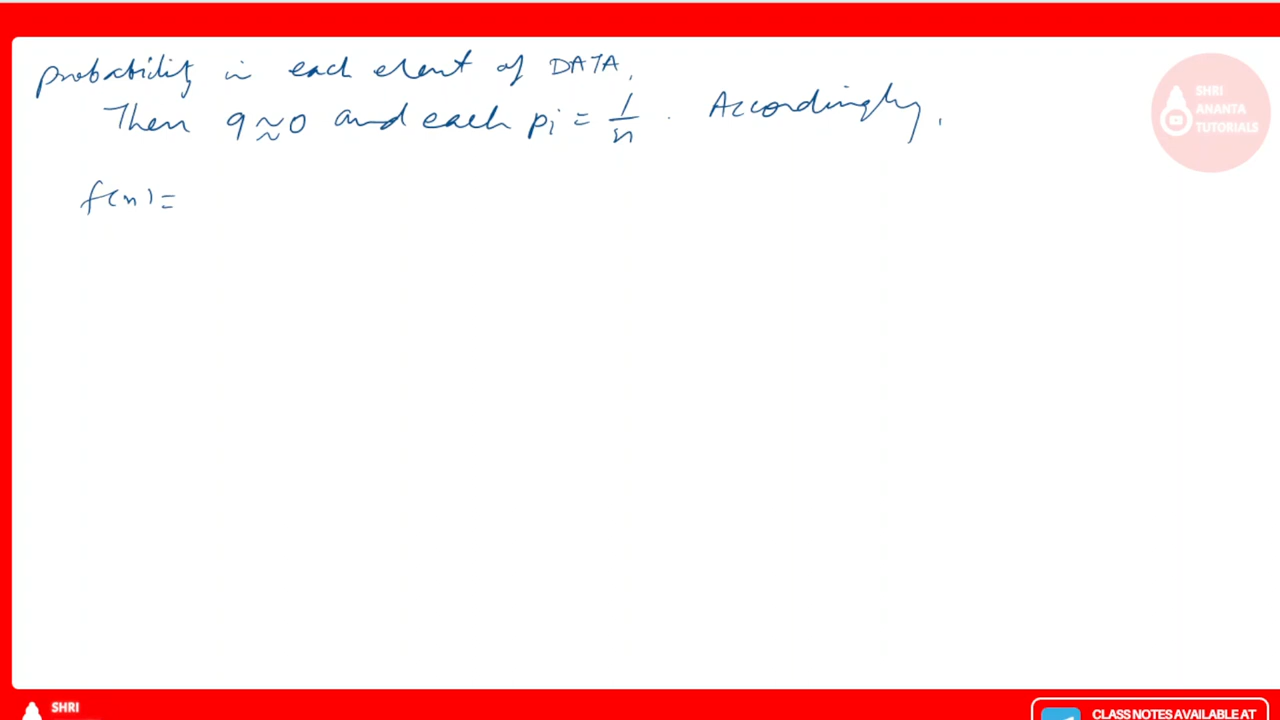 probability in each elent of DATA.
Then q ≈ 0 and each pi = 1/n . Accordingly,
f(n) =
SHRI
ANANTA
TUTORIALS
SHRI
CLASS NOTES AVAILABLE AT